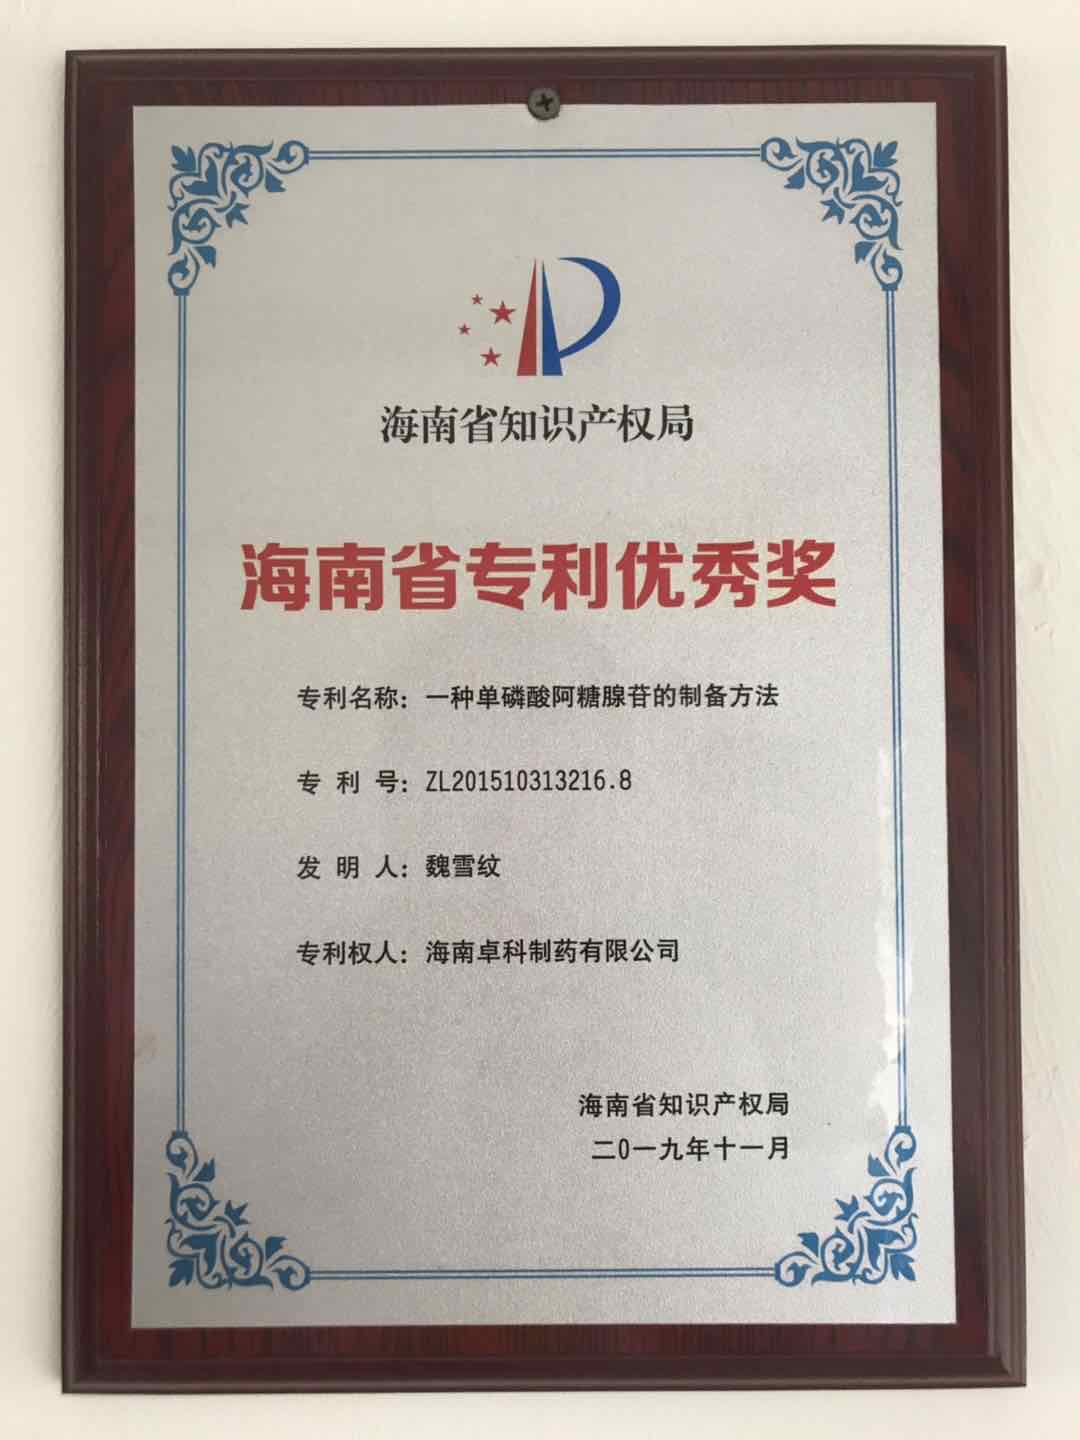 海南省知识产权局
海南省专利优秀奖
专利名称：一种单磷酸阿糖腺苷的制备方法
专 利 号：ZL201510313216.8
发 明 人：魏雪纹
专利权人：海南卓科制药有限公司
海南省知识产权局
二0一九年十一月